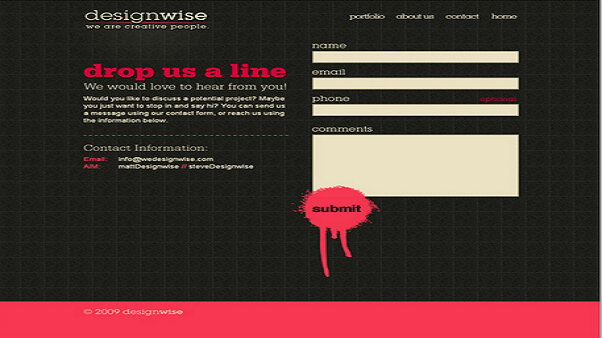 designwise
we are creative people.
portfolio about us contact home
drop us a line
We would love to hear from you!
Would you like to discuss a potential project? Maybe
you just want to stop in and say hi? You can send us
a message using our contact form, or reach us using
the information below.
Contact Information:
Email: info@wedesignwise.com
AIM: mattDesignwise // steveDesignwise
name
email
phone optional
comments
submit
© 2009 designwise